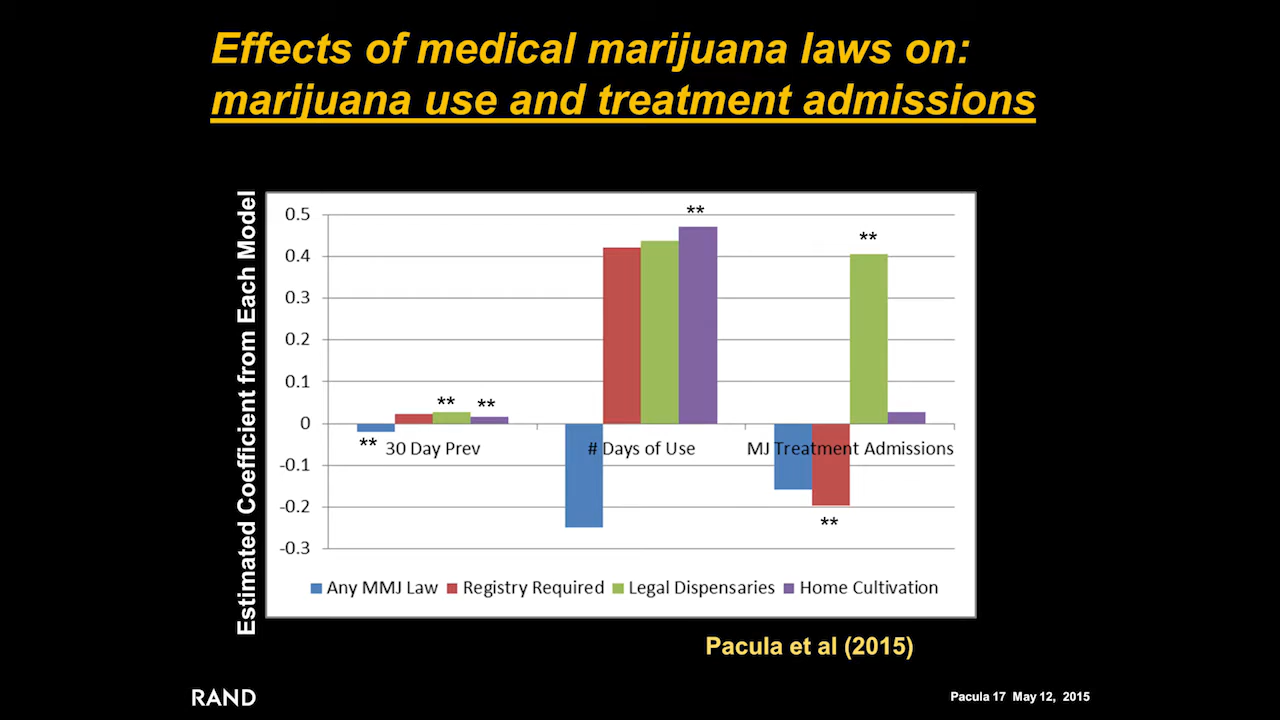 Effects of medical marijuana laws on:
marijuana use and treatment admissions
Estimated Coefficient from Each Model
0.5
0.4
0.3
0.2
0.1
0
-0.1
-0.2
-0.3
**
**
**
**
**
**
30 Day Prev
# Days of Use
MJ Treatment Admissions
Any MMJ Law
Registry Required
Legal Dispensaries
Home Cultivation
Pacula et al (2015)
RAND
Pacula 17 May 12, 2015